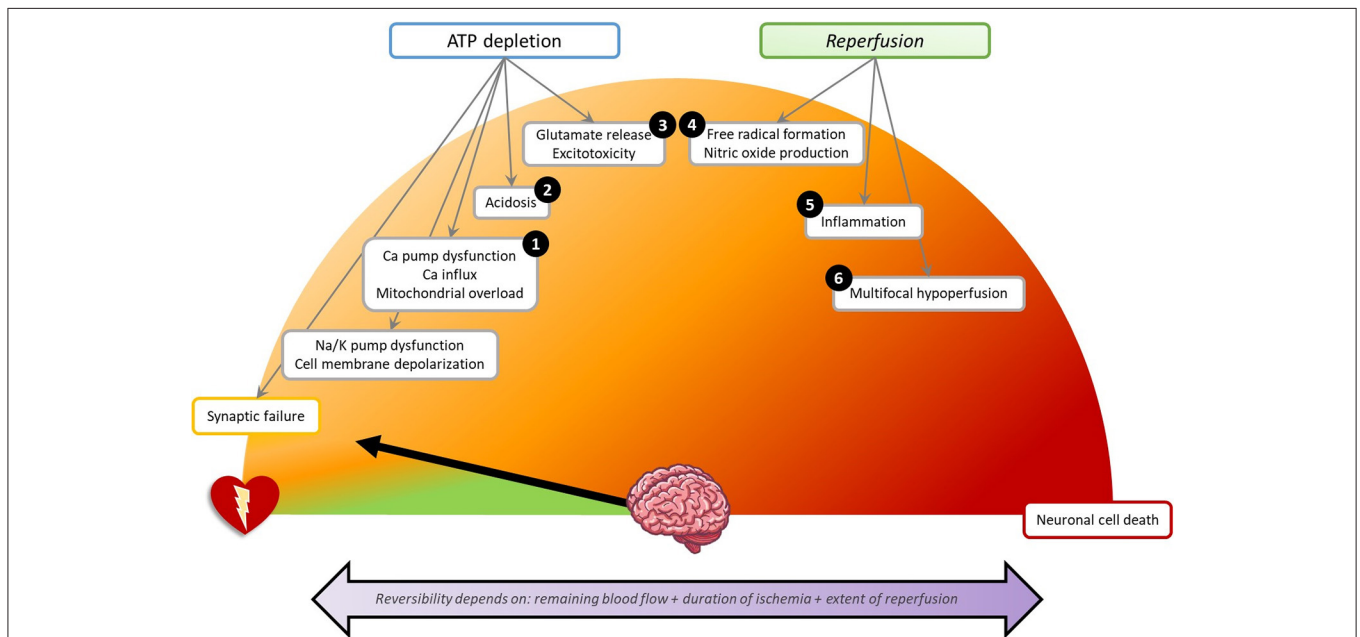 ATP depletion
Reperfusion
3
4
Glutamate release
Excitotoxicity
Free radical formation
Nitric oxide production
2
Acidosis
5
Inflammation
1
Ca pump dysfunction
Ca influx
Mitochondrial overload
6
Multifocal hypoperfusion
Na/K pump dysfunction
Cell membrane depolarization
Synaptic failure
Neuronal cell death
Reversibility depends on: remaining blood flow + duration of ischemia + extent of reperfusion